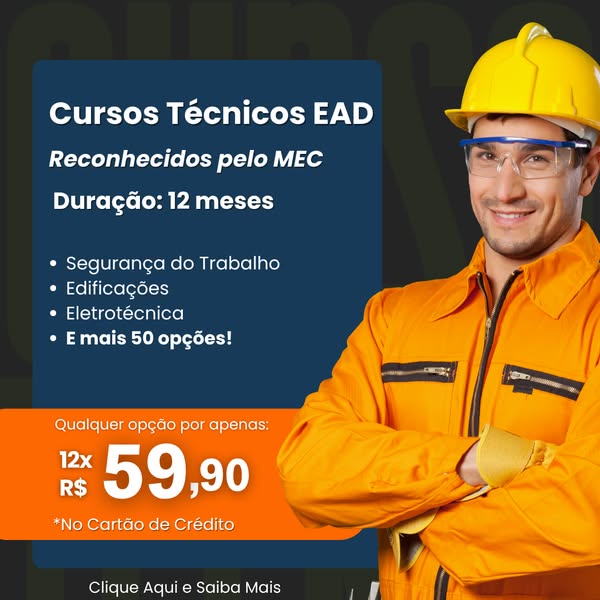 Cursos Técnicos EAD
Reconhecidos pelo MEC
Duração: 12 meses
• Segurança do Trabalho
• Edificações
• Eletrotécnica
• E mais 50 opções!
Qualquer opção por apenas:
12x
R$ 59,90
*No Cartão de Crédito
Clique Aqui e Saiba Mais